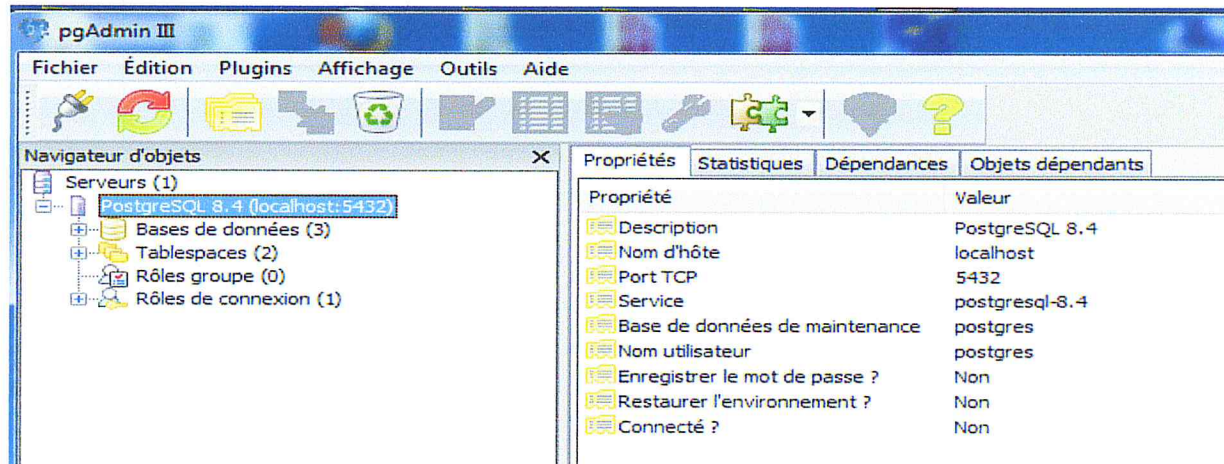 pgAdmin III
Fichier Édition Plugins Affichage Outils Aide
Navigateur d'objets
Serveurs (1)
PostgreSQL 8.4 (localhost:5432)
Bases de données (3)
Tablespaces (2)
Rôles groupe (0)
Rôles de connexion (1)
Propriétés Statistiques Dépendances Objets dépendants
Propriété Valeur
Description PostgreSQL 8.4
Nom d'hôte localhost
Port TCP 5432
Service postgresql-8.4
Base de données de maintenance postgres
Nom utilisateur postgres
Enregistrer le mot de passe ? Non
Restaurer l'environnement ? Non
Connecté ? Non